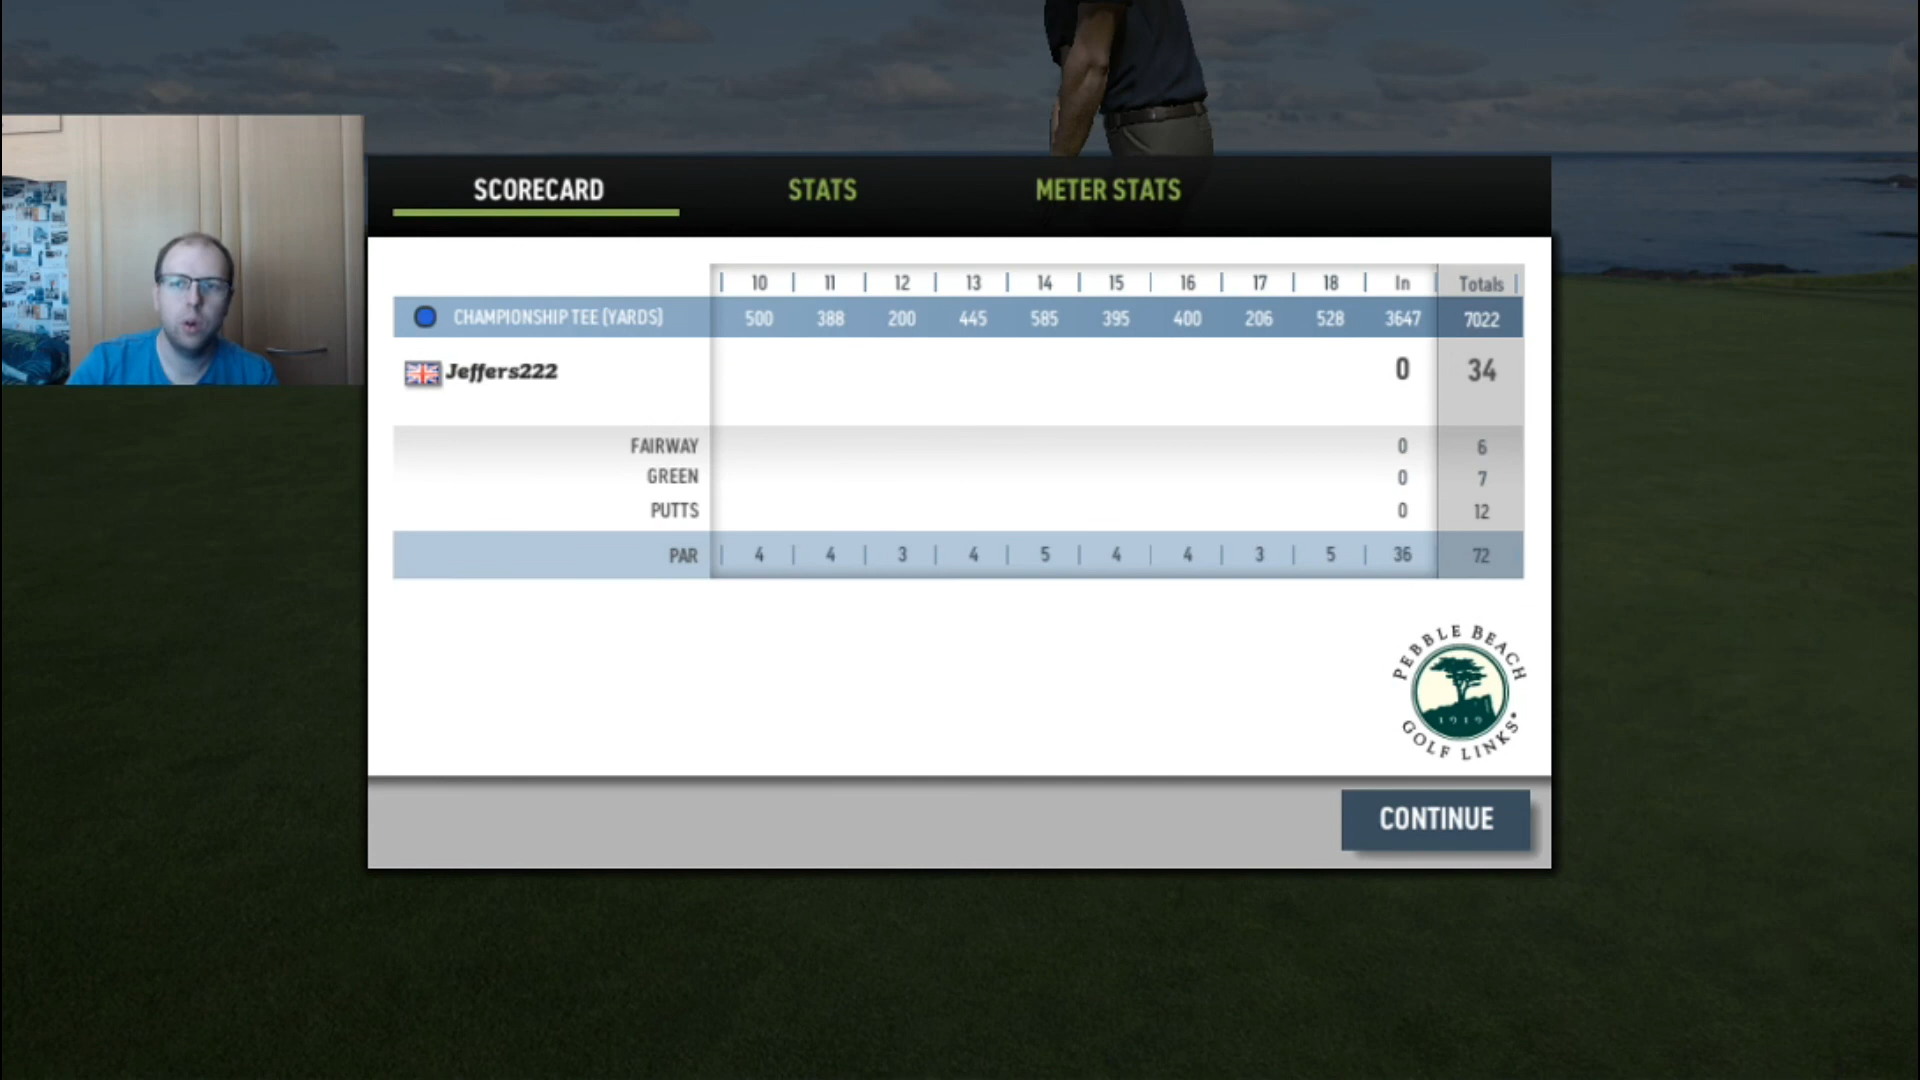 SCORECARD STATS METER STATS
10 11 12 13 14 15 16 17 18 In Totals
CHAMPIONSHIP TEE (YARDS) 500 388 200 445 585 395 400 206 528 3647 7022
Jeffers222 0 34
FAIRWAY 0 6
GREEN 0 7
PUTTS 0 12
PAR 4 4 3 4 5 4 4 3 5 36 72
PEBBLE BEACH
1919
GOLF LINKS
CONTINUE